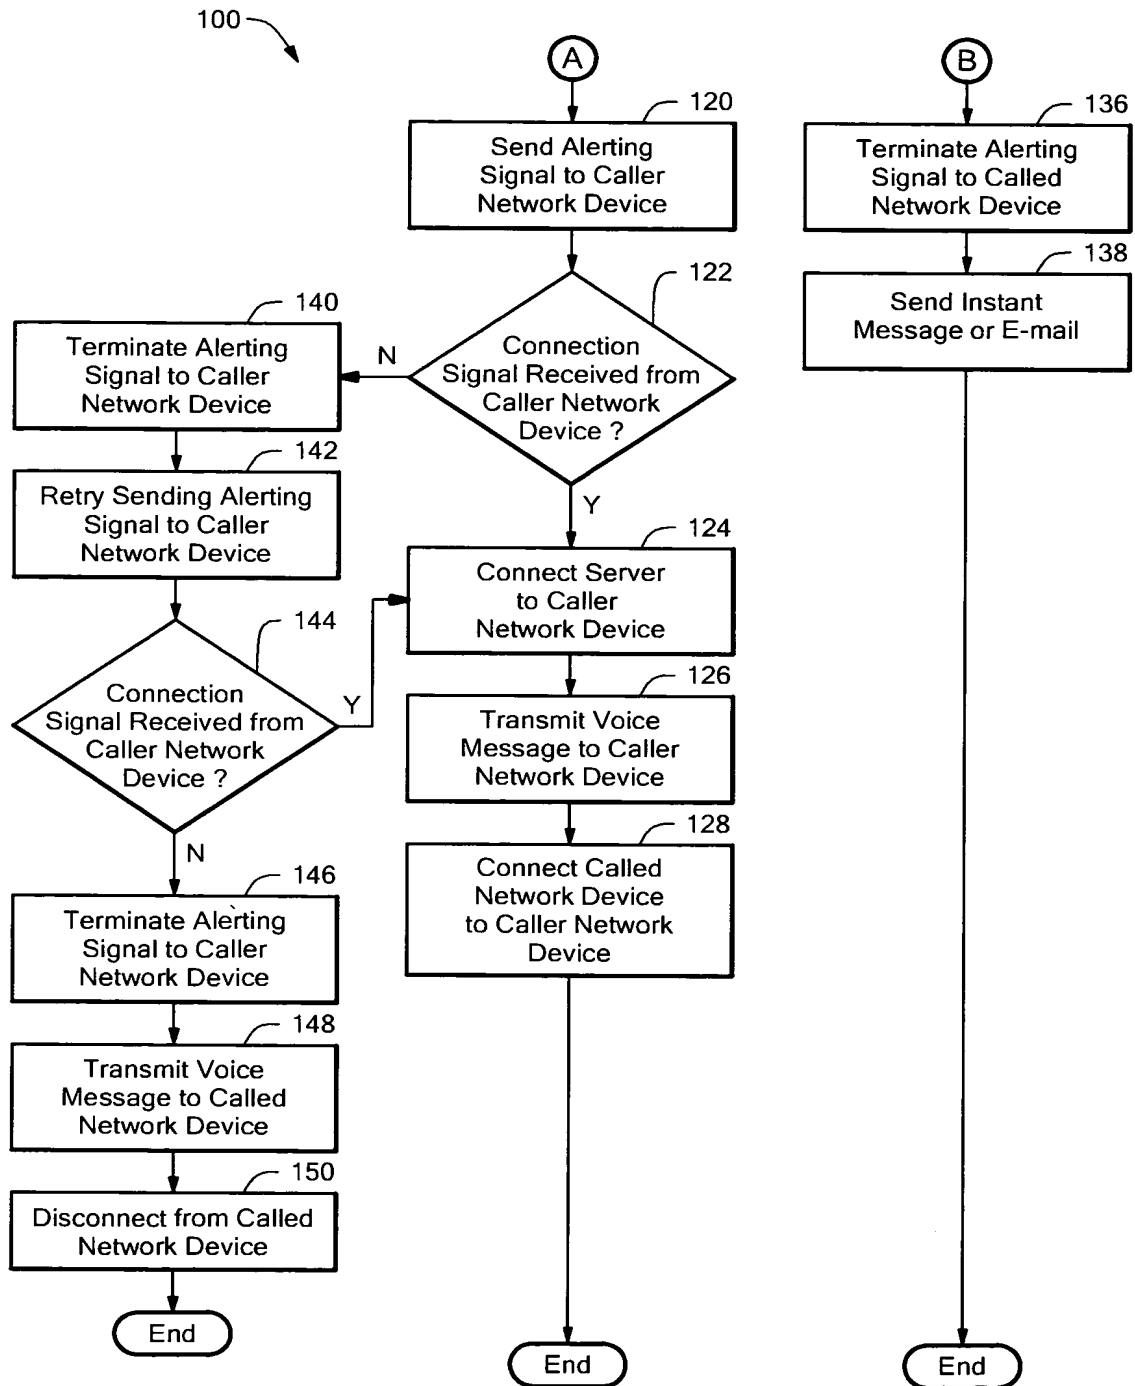 100
A
B
120
Send Alerting
Signal to Caller
Network Device
136
Terminate Alerting
Signal to Called
Network Device
122
Connection
Signal Received from
Caller Network
Device ?
N
Y
138
Send Instant
Message or E-mail
140
Terminate Alerting
Signal to Caller
Network Device
142
Retry Sending Alerting
Signal to Caller
Network Device
144
Connection
Signal Received from
Caller Network
Device ?
Y
N
124
Connect Server
to Caller
Network Device
126
Transmit Voice
Message to Caller
Network Device
128
Connect Called
Network Device
to Caller Network
Device
146
Terminate Alerting
Signal to Caller
Network Device
148
Transmit Voice
Message to Called
Network Device
150
Disconnect from Called
Network Device
End
End
End